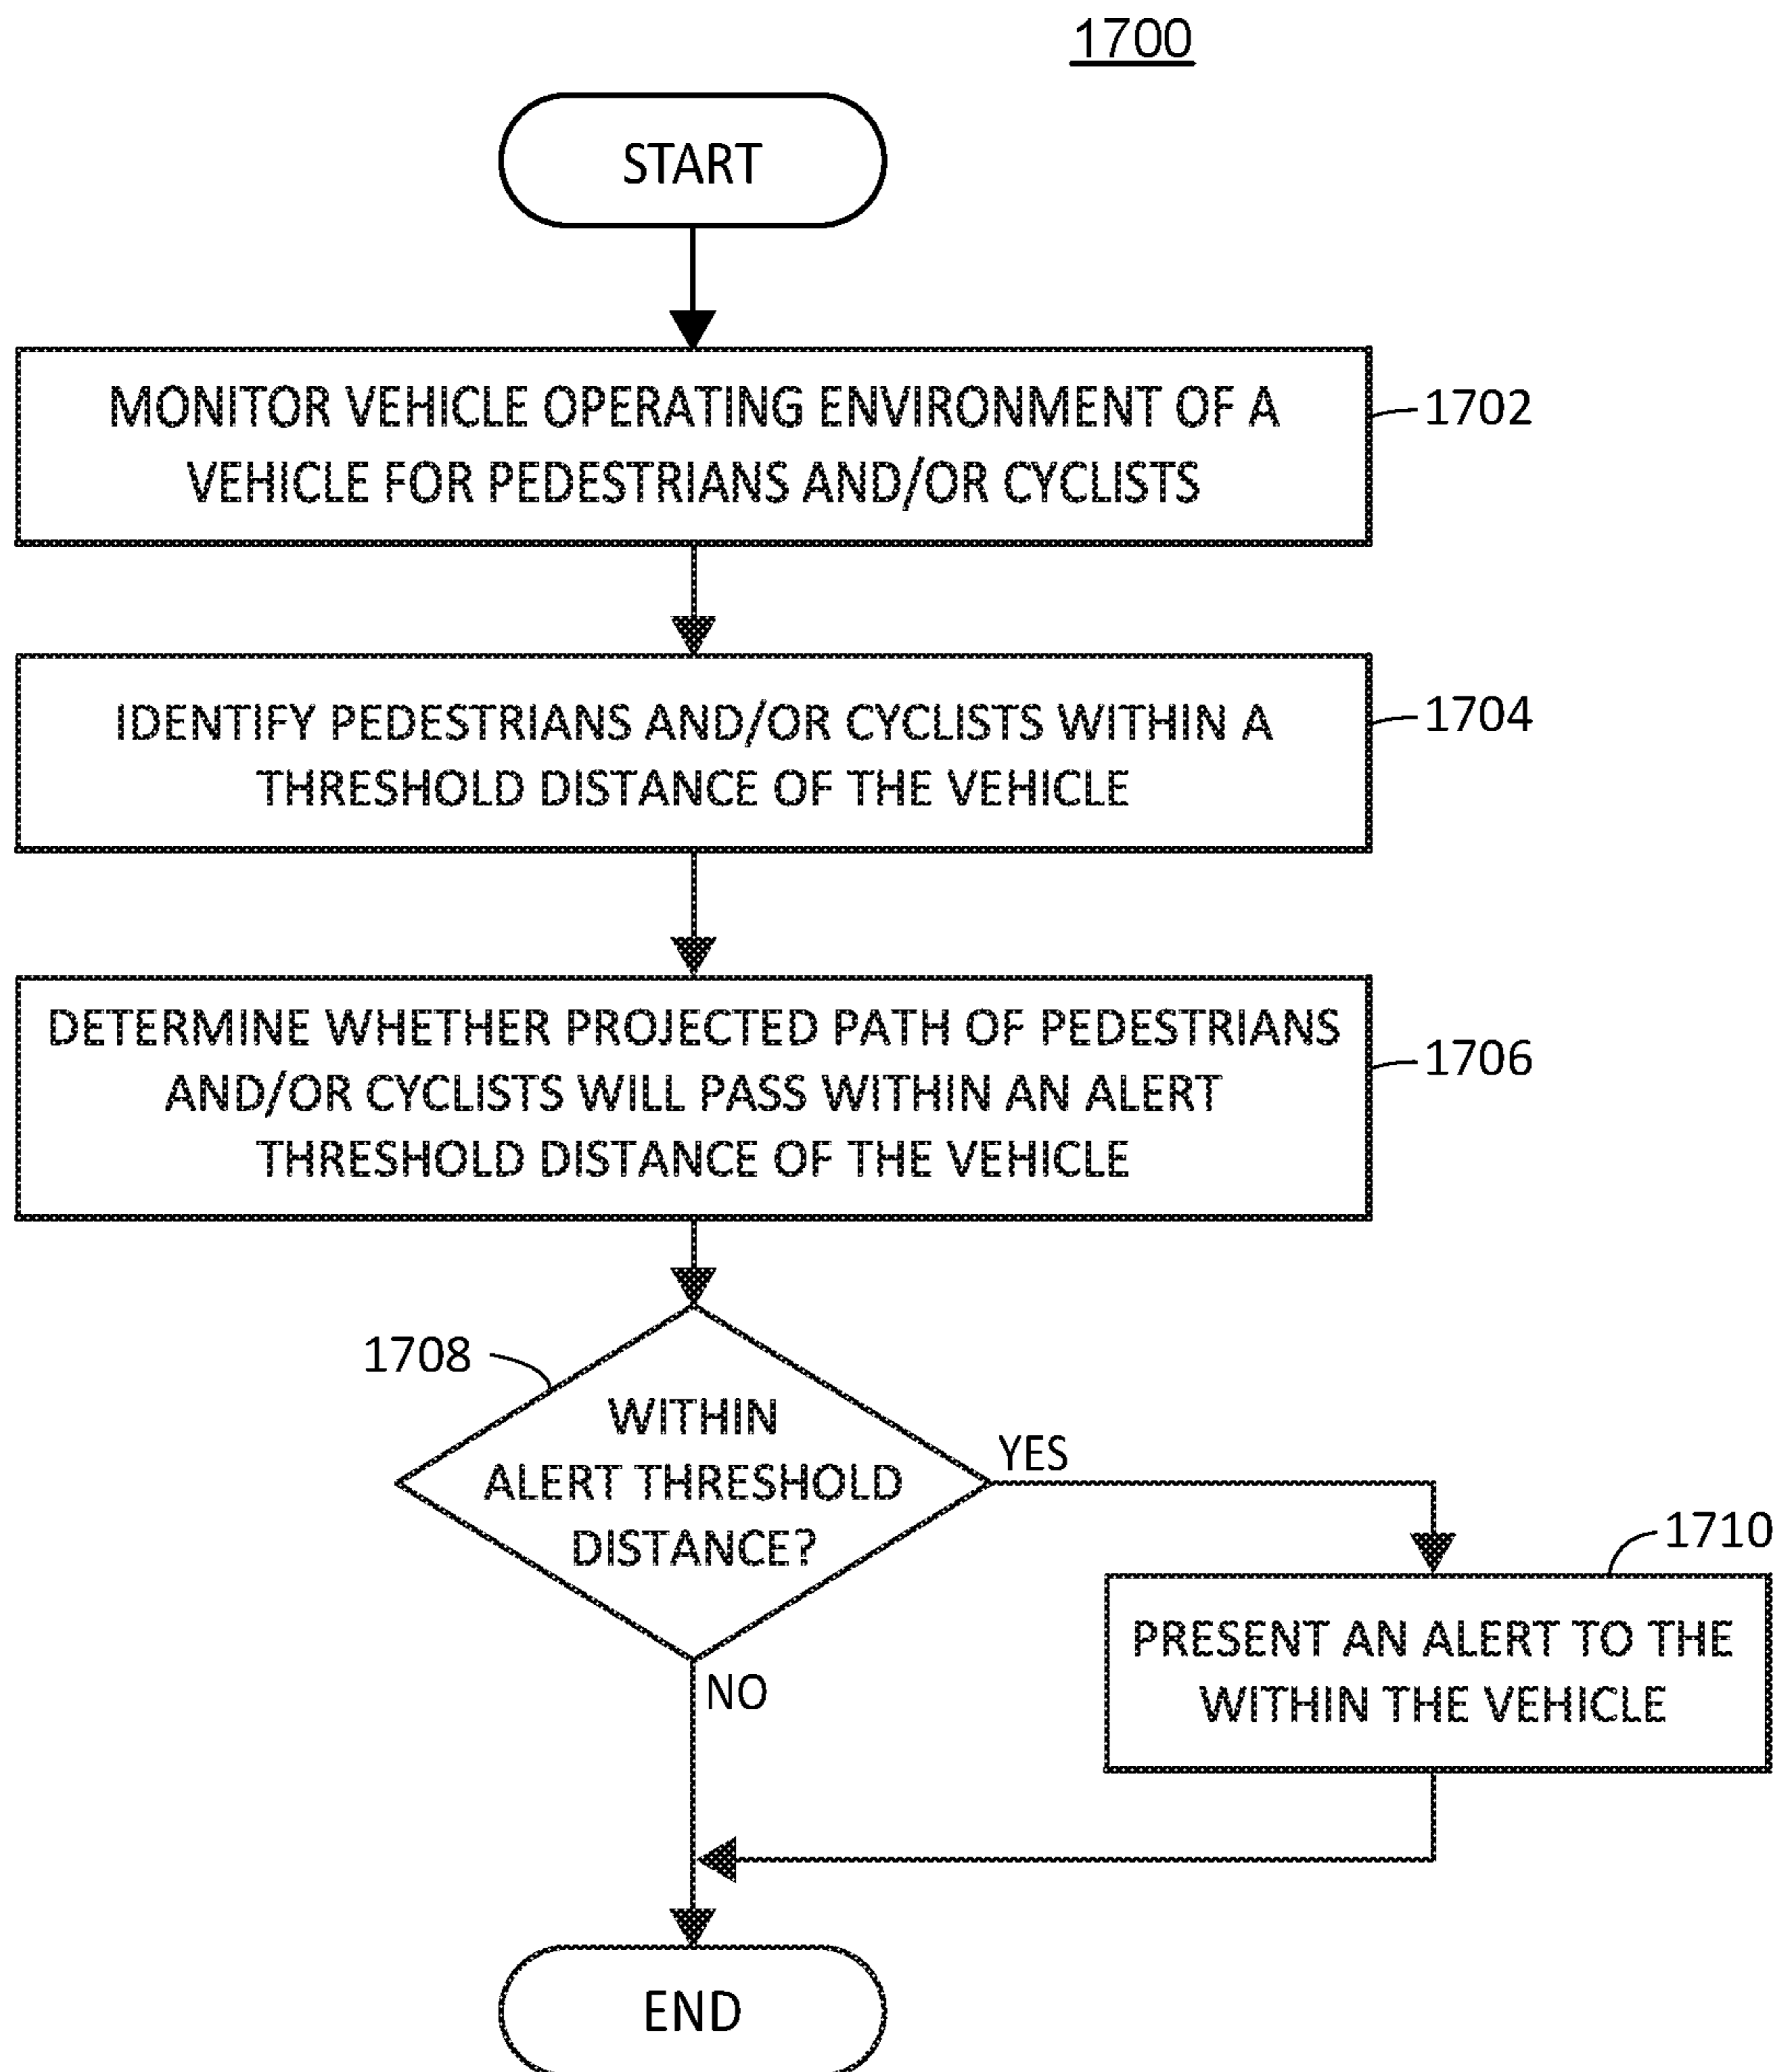 1700
START
MONITOR VEHICLE OPERATING ENVIRONMENT OF A
VEHICLE FOR PEDESTRIANS AND/OR CYCLISTS
1702
IDENTIFY PEDESTRIANS AND/OR CYCLISTS WITHIN A
THRESHOLD DISTANCE OF THE VEHICLE
1704
DETERMINE WHETHER PROJECTED PATH OF PEDESTRIANS
AND/OR CYCLISTS WILL PASS WITHIN AN ALERT
THRESHOLD DISTANCE OF THE VEHICLE
1706
1708
WITHIN
ALERT THRESHOLD
DISTANCE?
YES
1710
PRESENT AN ALERT TO THE
WITHIN THE VEHICLE
NO
END